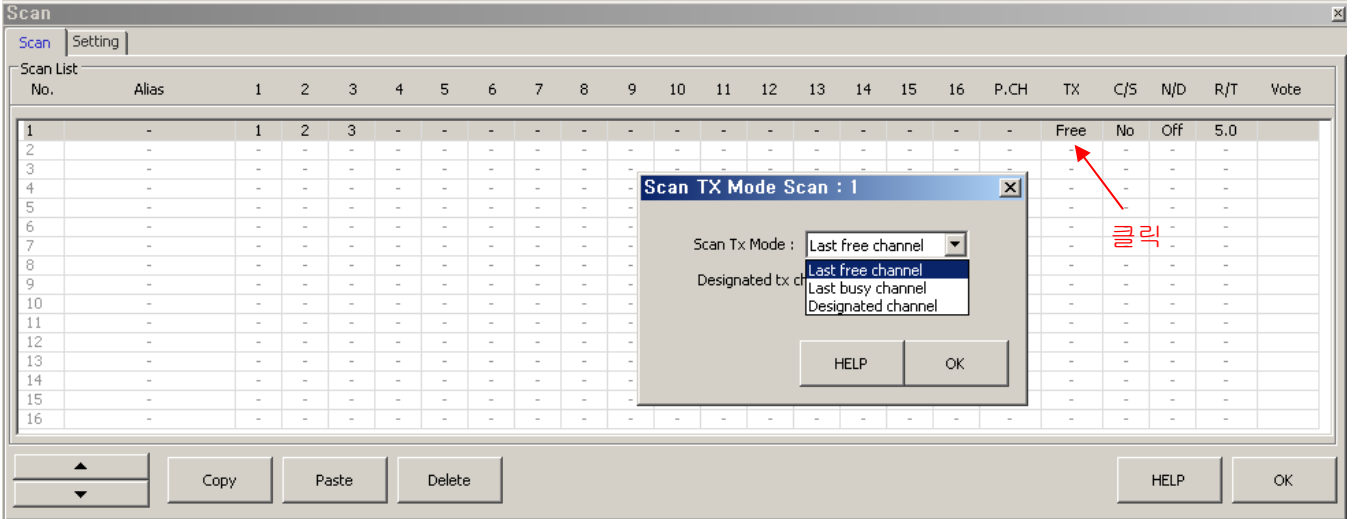 Scan
Scan Setting
Scan List
No. Alias 1 2 3 4 5 6 7 8 9 10 11 12 13 14 15 16 P.CH TX C/S N/D R/T Vote
1 - 1 2 3 - - - - - - - - - - - - - - Free No Off 5.0
2 - - - - - - - - - - - - - - - - - - - - - -
3 - - - - - - - - - - - - -
4 - - - - - - - - - - - - -
5 - - - - - - - - - - - - -
6 - - - - - - - - - - - - -
7 - - - - - - - - - - - - -
8 - - - - - - - - - - - - - -
9 - - - - - - - - - - - - - -
10 - - - - - - - - - - - - - -
11 - - - - - - - - - - - - - -
12 - - - - - - - - - - - - - -
13 - - - - - - - - - - - - - -
14 - - - - - - - - - - - - - -
15 - - - - - - - - - - - - - -
16 - - - - - - - - - - - - - - - - - - - - - -
Scan TX Mode Scan : 1
Scan Tx Mode : Last free channel
Last free channel
Designated tx ch
Last busy channel
Designated channel
HELP OK
클릭
Copy Paste Delete HELP OK